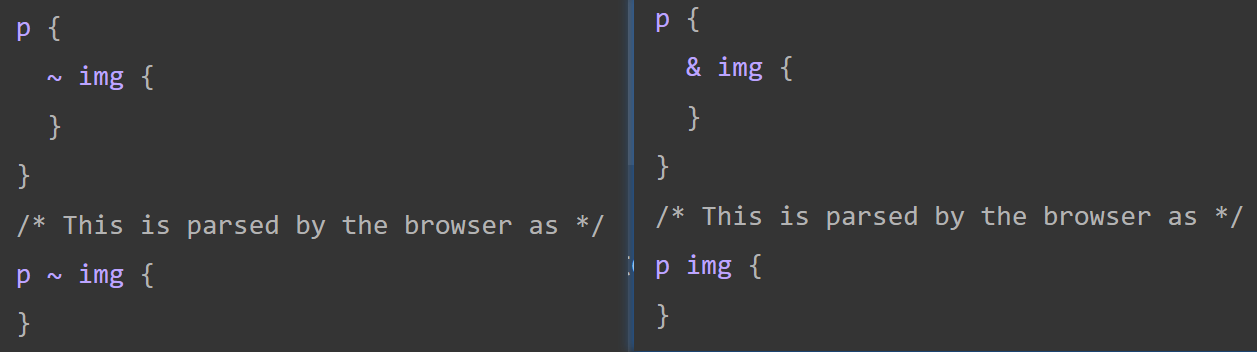 p {
  ~ img {
  }
}
/* This is parsed by the browser as */
p ~ img {
}
p {
  & img {
  }
}
/* This is parsed by the browser as */
p img {
}